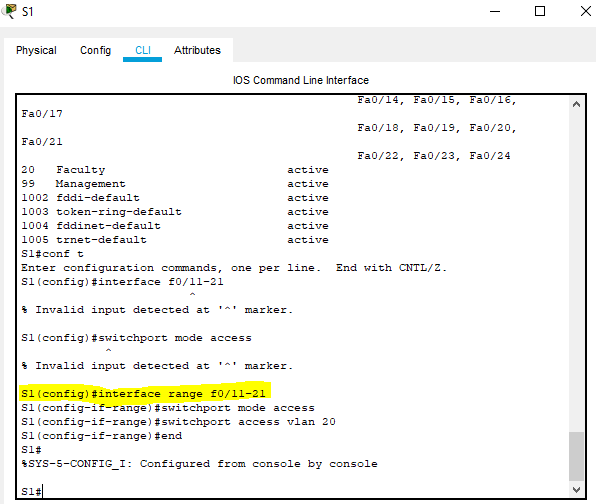 S1
Physical Config CLI Attributes
IOS Command Line Interface
Fa0/14, Fa0/15, Fa0/16,
Fa0/17
Fa0/18, Fa0/19, Fa0/20,
Fa0/21
Fa0/22, Fa0/23, Fa0/24
20 Faculty active
99 Management active
1002 fddi-default active
1003 token-ring-default active
1004 fddinet-default active
1005 trnet-default active
S1#conf t
Enter configuration commands, one per line. End with CNTL/Z.
S1(config)#interface f0/11-21
^
% Invalid input detected at '^' marker.
S1(config)#switchport mode access
^
% Invalid input detected at '^' marker.
S1(config)#interface range f0/11-21
S1(config-if-range)#switchport mode access
S1(config-if-range)#switchport access vlan 20
S1(config-if-range)#end
S1#
%SYS-5-CONFIG_I: Configured from console by console
S1#